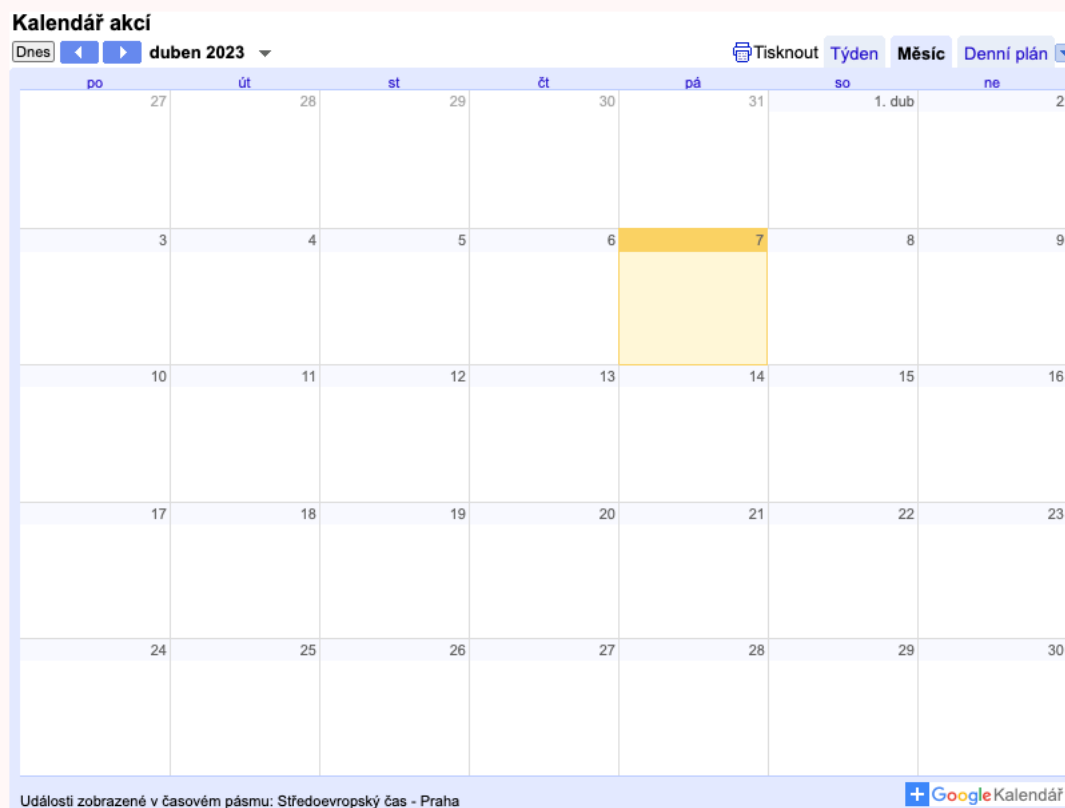 Kalendář akcí
Dnes duben 2023 Tisknout Týden Měsíc Denní plán
po út st čt pá so ne
27 28 29 30 31 1. dub 2
3 4 5 6 7 8 9
10 11 12 13 14 15 16
17 18 19 20 21 22 23
24 25 26 27 28 29 30
Události zobrazené v časovém pásmu: Středoevropský čas - Praha
Google Kalendář